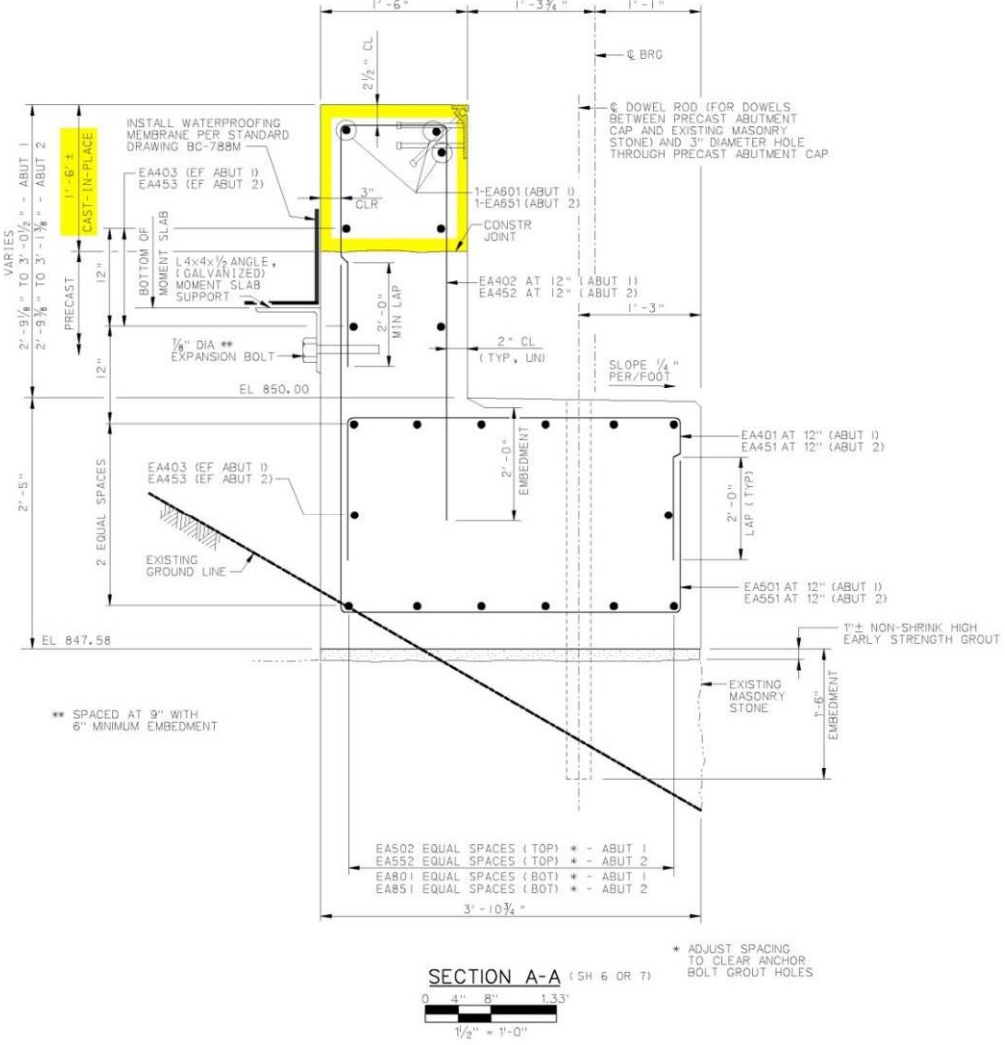 1'-6"
1'-3¾"
1'-1"
2½" CL
℄ BRG
℄ DOWEL ROD (FOR DOWELS
BETWEEN PRECAST ABUTMENT
CAP AND EXISTING MASONRY
STONE) AND 3" DIAMETER HOLE
THROUGH PRECAST ABUTMENT CAP
INSTALL WATERPROOFING
MEMBRANE PER STANDARD
DRAWING BC-788M
VARIES
2'-9⅛" TO 3'-0½" - ABUT 1
2'-9⅜" TO 3'-1⅛" - ABUT 2
1'-6' ±
CAST-IN-PLACE
PRECAST
EA403 (EF ABUT 1)
EA453 (EF ABUT 2)
12"
12"
BOTTOM OF
MOMENT SLAB
3"
CLR
1-EA601 (ABUT 1)
1-EA651 (ABUT 2)
CONSTR
JOINT
L4x4x½ ANGLE,
(GALVANIZED)
MOMENT SLAB
SUPPORT
2'-0"
MIN LAP
EA402 AT 12" (ABUT 1)
EA452 AT 12" (ABUT 2)
1'-3"
⅞" DIA **
EXPANSION BOLT
2" CL
(TYP, UN)
SLOPE ¼"
PER/FOOT
EL 850.00
2'-5"
2 EQUAL SPACES
EA403 (EF ABUT 1)
EA453 (EF ABUT 2)
2'-0"
EMBEDMENT
EA401 AT 12" (ABUT 1)
EA451 AT 12" (ABUT 2)
2'-0"
LAP (TYP)
EXISTING
GROUND LINE
EA501 AT 12" (ABUT 1)
EA551 AT 12" (ABUT 2)
EL 847.58
1"± NON-SHRINK HIGH
EARLY STRENGTH GROUT
EXISTING
MASONRY
STONE
1'-6"
EMBEDMENT
** SPACED AT 9" WITH
6" MINIMUM EMBEDMENT
EA502 EQUAL SPACES (TOP) * - ABUT 1
EA552 EQUAL SPACES (TOP) * - ABUT 2
EA801 EQUAL SPACES (BOT) * - ABUT 1
EA851 EQUAL SPACES (BOT) * - ABUT 2
3'-10¾"
* ADJUST SPACING
TO CLEAR ANCHOR
BOLT GROUT HOLES
SECTION A-A (SH 6 OR 7)
0 4" 8" 1.33'
1½" = 1'-0"